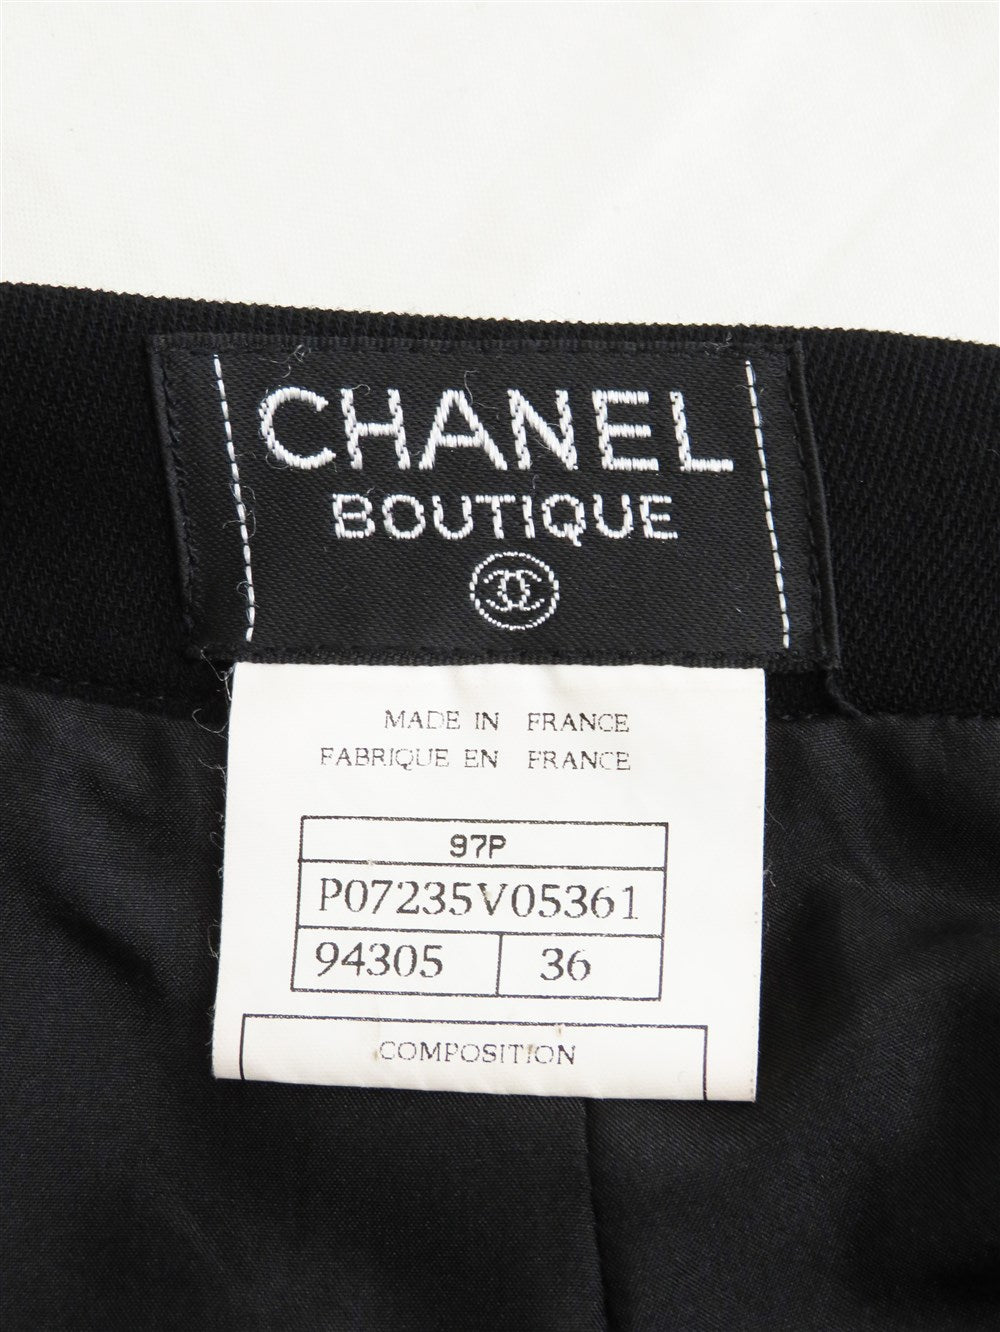 CHANEL
BOUTIQUE
MADE IN FRANCE
FABRIQUE EN FRANCE
97P
P07235V05361
94305 36
COMPOSITION